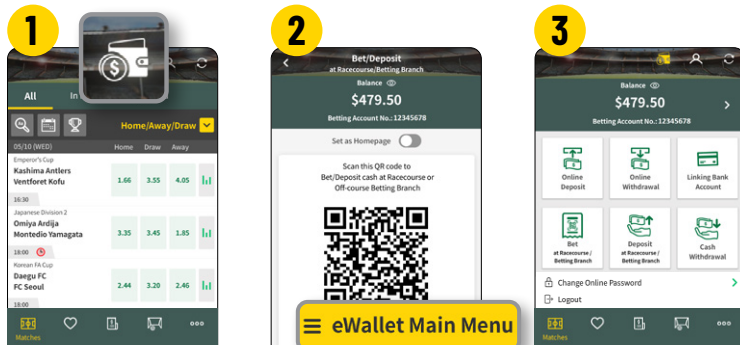 1
All
In
Home/Away/Draw
05/10 (WED) Home Draw Away
Emperor's Cup
Kashima Antlers
Ventforet Kofu
1.66 3.55 4.05
16:30
Japanese Division 2
Omiya Ardija
Montedio Yamagata
3.35 3.45 1.85
18:00
Korean FA Cup
Daegu FC
FC Seoul
2.44 3.20 2.46
18:00
Matches
2
Bet/Deposit
at Racecourse/Betting Branch
Balance
$479.50
Betting Account No.: 12345678
Set as Homepage
Scan this QR code to
Bet/Deposit cash at Racecourse or
Off-course Betting Branch
eWallet Main Menu
3
Balance
$479.50
Betting Account No.: 12345678
Online
Deposit
Online
Withdrawal
Linking Bank
Account
Bet
at Racecourse /
Betting Branch
Deposit
at Racecourse /
Betting Branch
Cash
Withdrawal
Change Online Password
Logout
Matches